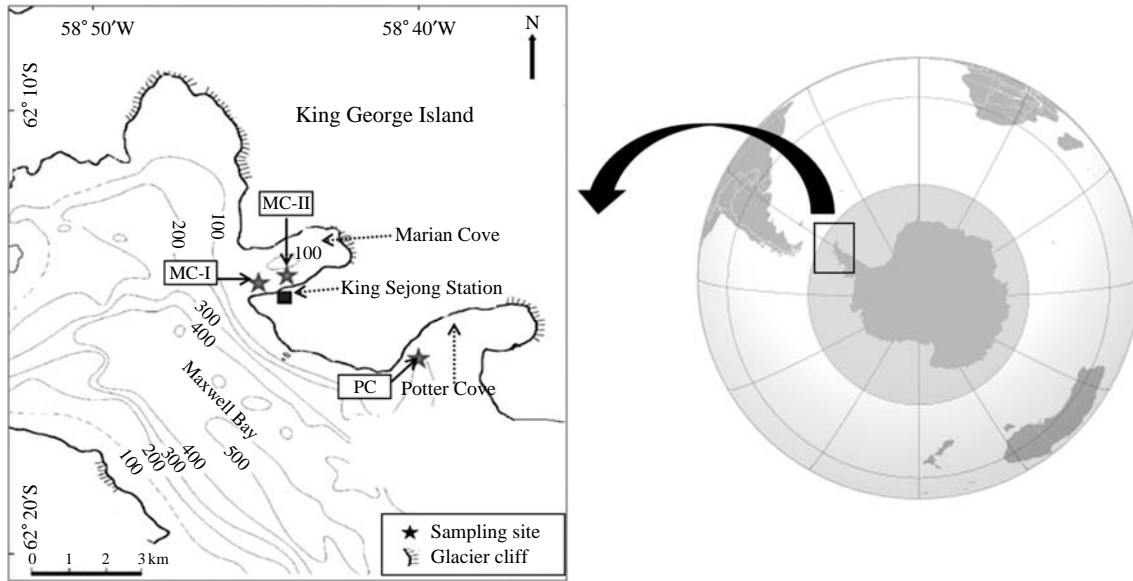 58° 50′W
58° 40′W
N
62° 10′S
King George Island
MC-II
100
200
Marian Cove
100
MC-I
King Sejong Station
300
400
PC
Potter Cove
Maxwell Bay
500
400
300
200
100
62° 20′S
Sampling site
Glacier cliff
0 1 2 3 km